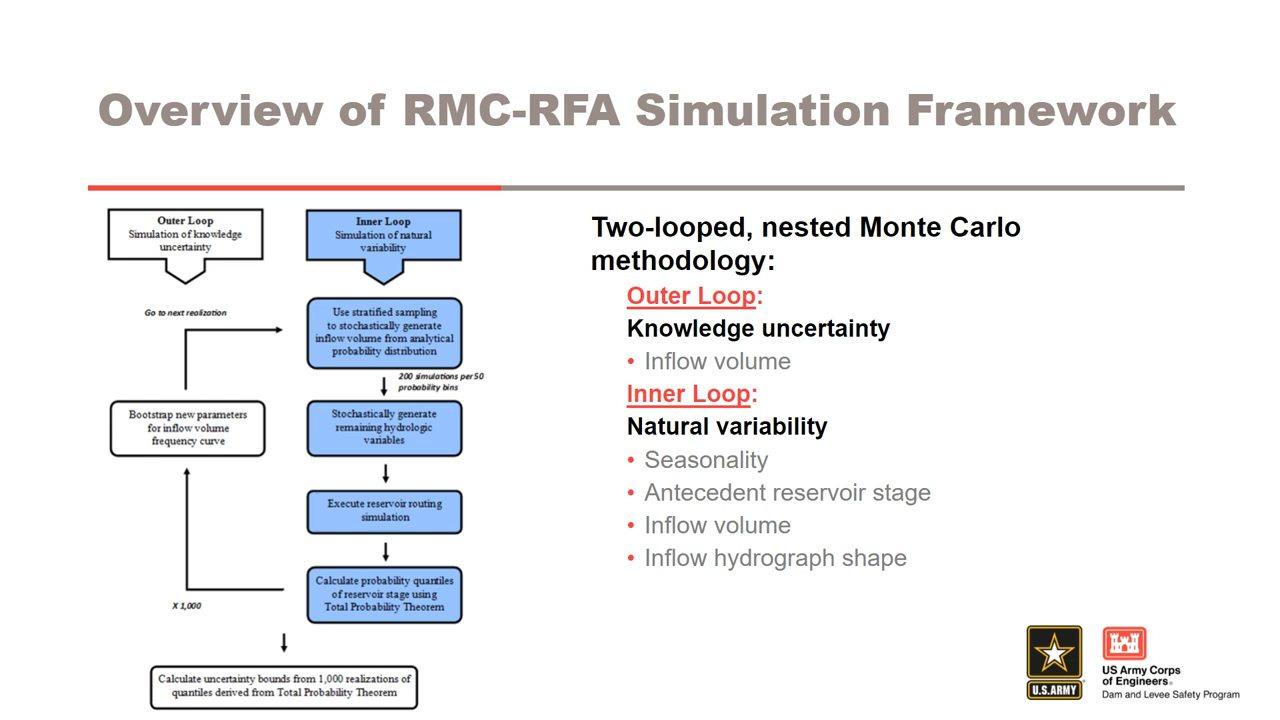 Overview of RMC-RFA Simulation Framework
Outer Loop
Simulation of knowledge
uncertainty
Inner Loop
Simulation of natural
variability
Go to next realization
Use stratified sampling
to stochastically generate
inflow volume from analytical
probability distribution
200 simulations per 50
probability bins
Bootstrap new parameters
for inflow volume
frequency curve
Stochastically generate
remaining hydrologic
variables
Execute reservoir routing
simulation
Calculate probability quantiles
of reservoir stage using
Total Probability Theorem
X 1,000
Calculate uncertainty bounds from 1,000 realizations of
quantiles derived from Total Probability Theorem
Two-looped, nested Monte Carlo
methodology:
Outer Loop:
Knowledge uncertainty
• Inflow volume
Inner Loop:
Natural variability
• Seasonality
• Antecedent reservoir stage
• Inflow volume
• Inflow hydrograph shape
U.S.ARMY
US Army Corps
of Engineers®
Dam and Levee Safety Program